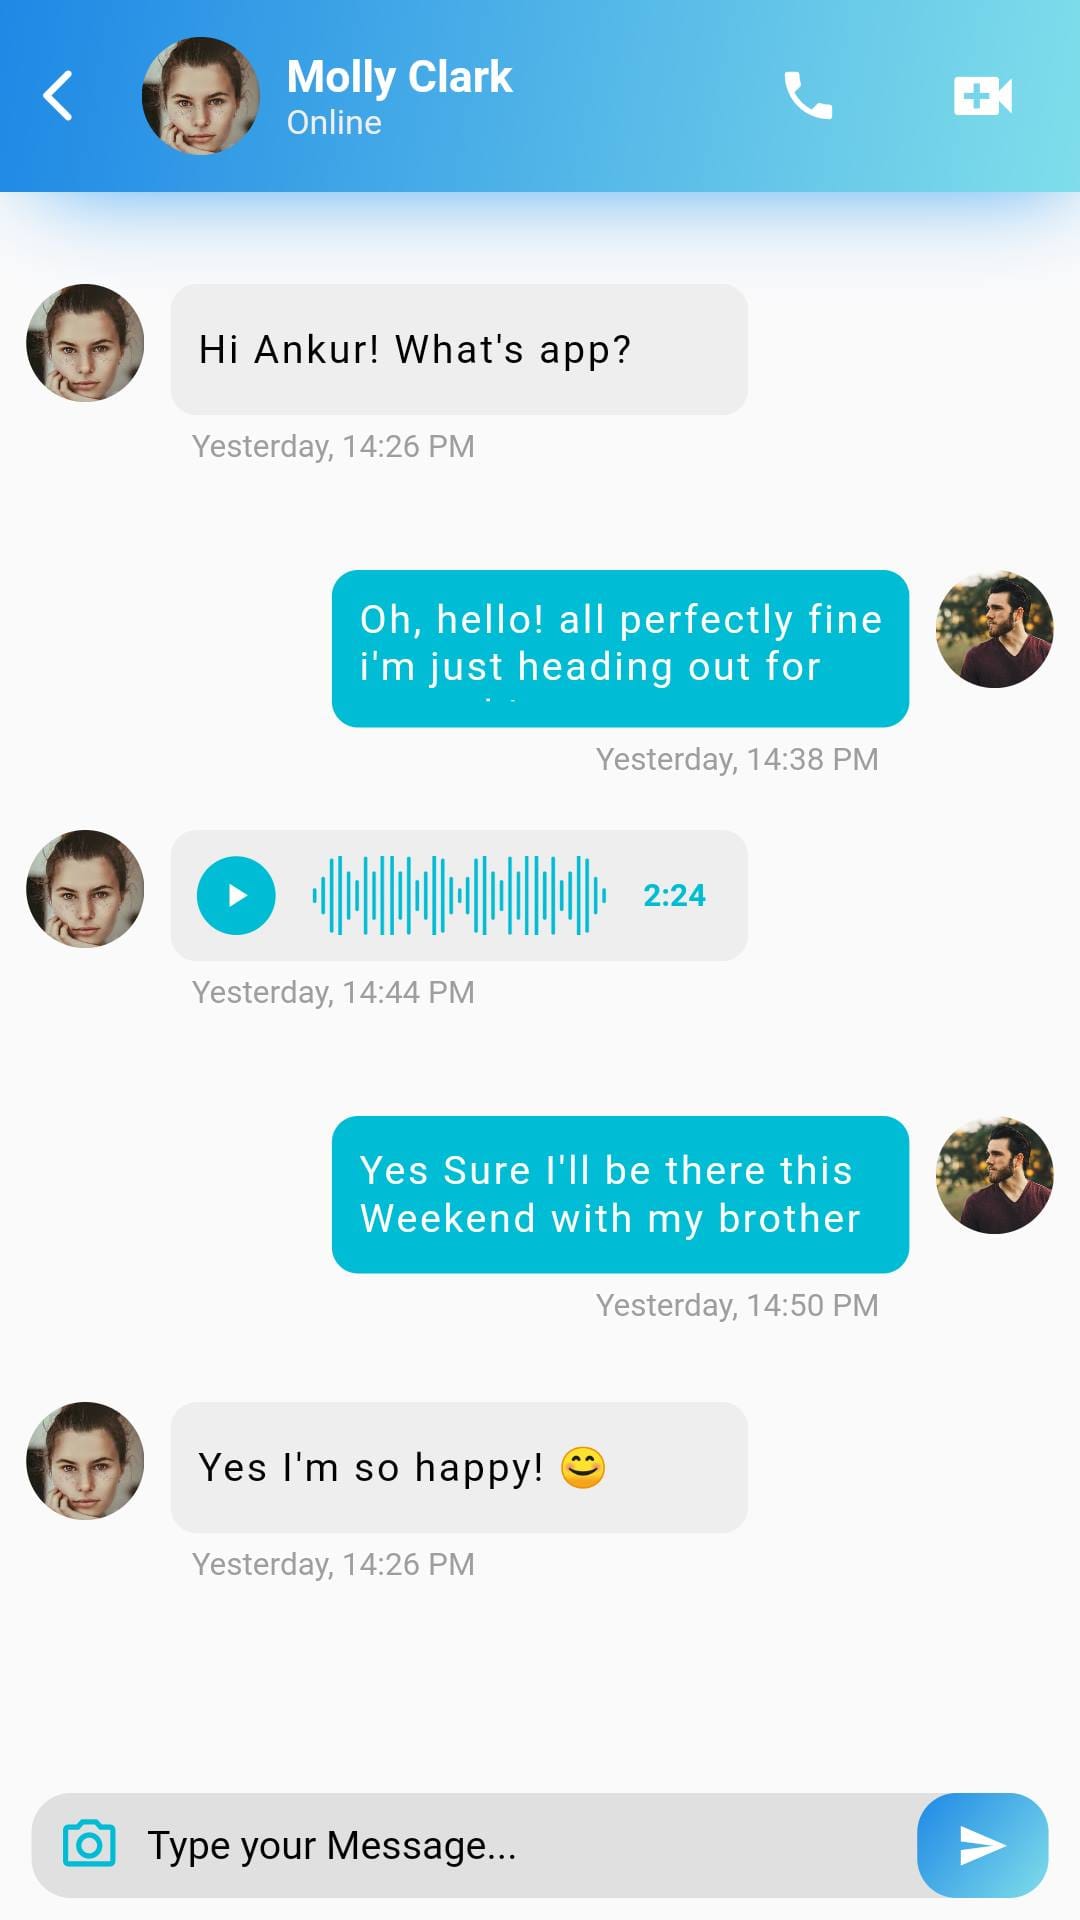 Molly Clark
Online
Hi Ankur! What's app?
Yesterday, 14:26 PM
Oh, hello! all perfectly fine
i'm just heading out for
Yesterday, 14:38 PM
2:24
Yesterday, 14:44 PM
Yes Sure I'll be there this
Weekend with my brother
Yesterday, 14:50 PM
Yes I'm so happy! 😊
Yesterday, 14:26 PM
Type your Message...